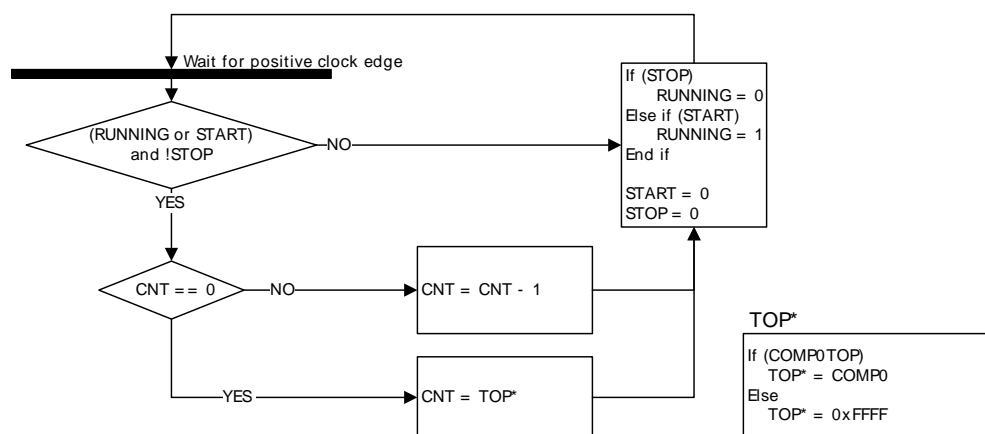 Wait for positive clock edge
(RUNNING or START)
and !STOP
NO
YES
If (STOP)
RUNNING = 0
Else if (START)
RUNNING = 1
End if
START = 0
STOP = 0
CNT == 0
NO
CNT = CNT - 1
YES
CNT = TOP*
TOP*
If (COMP0TOP)
TOP* = COMP0
Else
TOP* = 0xFFFF